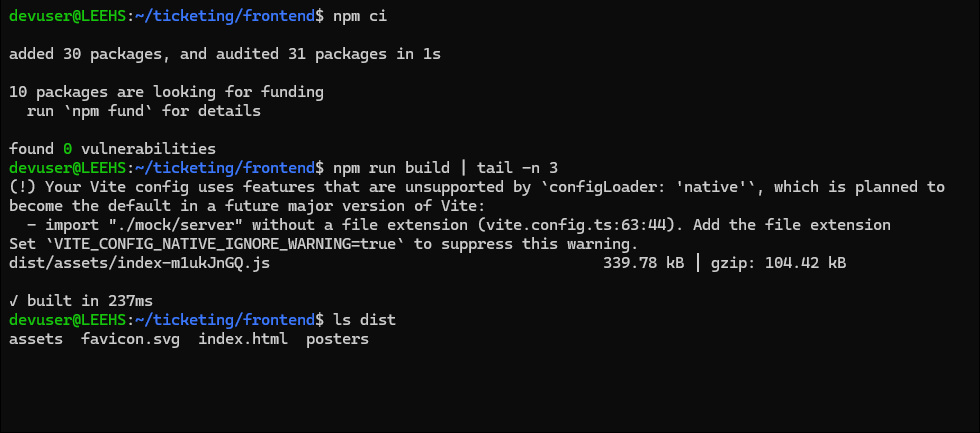 devuser@LEEHS:~/ticketing/frontend$ npm ci
added 30 packages, and audited 31 packages in 1s
10 packages are looking for funding
  run `npm fund` for details
found 0 vulnerabilities
devuser@LEEHS:~/ticketing/frontend$ npm run build | tail -n 3
(!) Your Vite config uses features that are unsupported by `configLoader: 'native'`, which is planned to
become the default in a future major version of Vite:
  - import "./mock/server" without a file extension (vite.config.ts:63:44). Add the file extension
Set `VITE_CONFIG_NATIVE_IGNORE_WARNING=true` to suppress this warning.
dist/assets/index-m1ukJnGQ.js                                     339.78 kB │ gzip: 104.42 kB
✓ built in 237ms
devuser@LEEHS:~/ticketing/frontend$ ls dist
assets  favicon.svg  index.html  posters